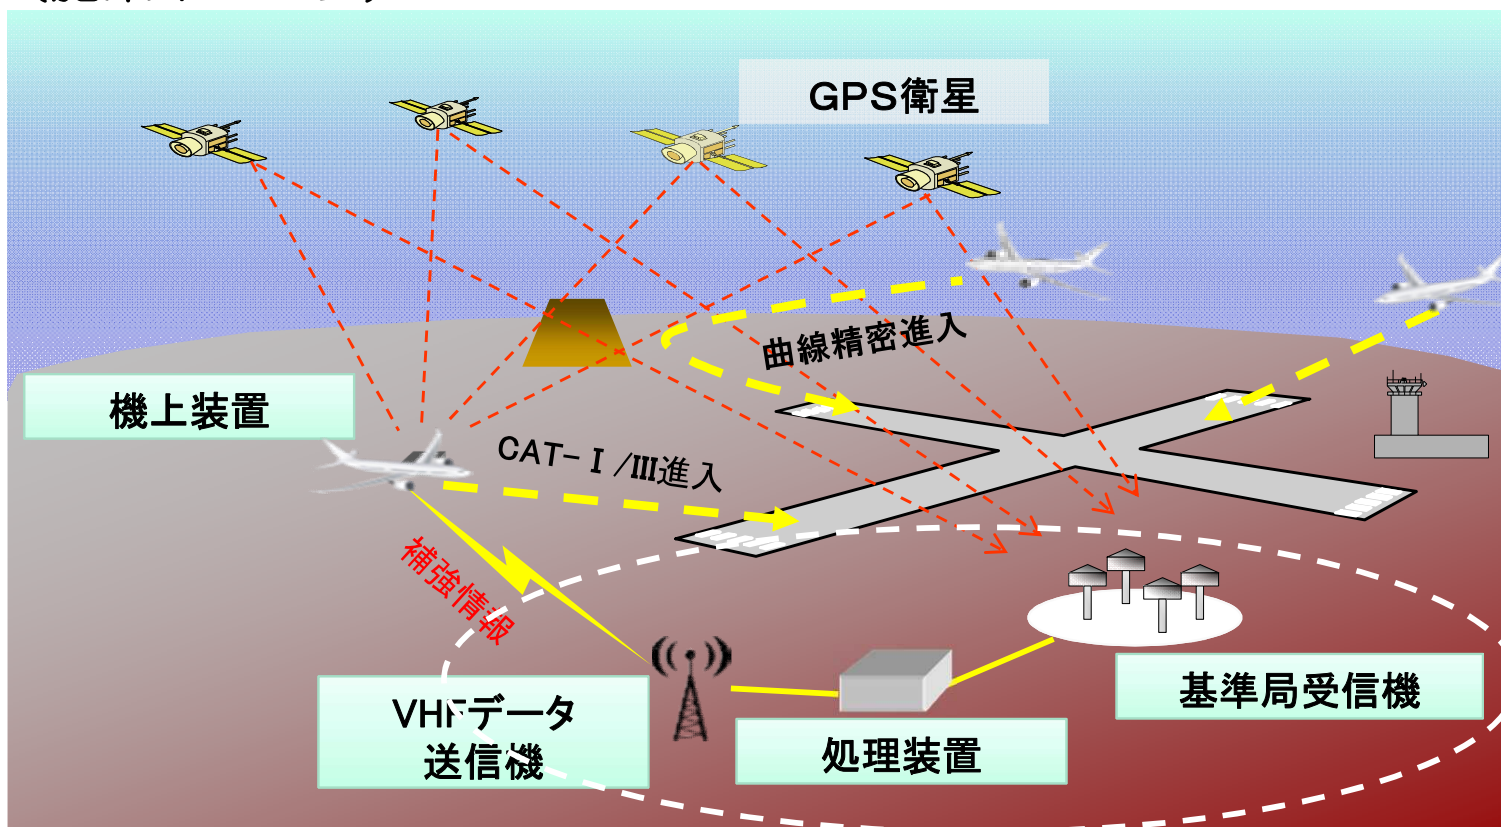 GPS衛星
曲線精密進入
機上装置
CAT-Ⅰ/Ⅲ進入
補強情報
VHFデータ
送信機
処理装置
基準局受信機